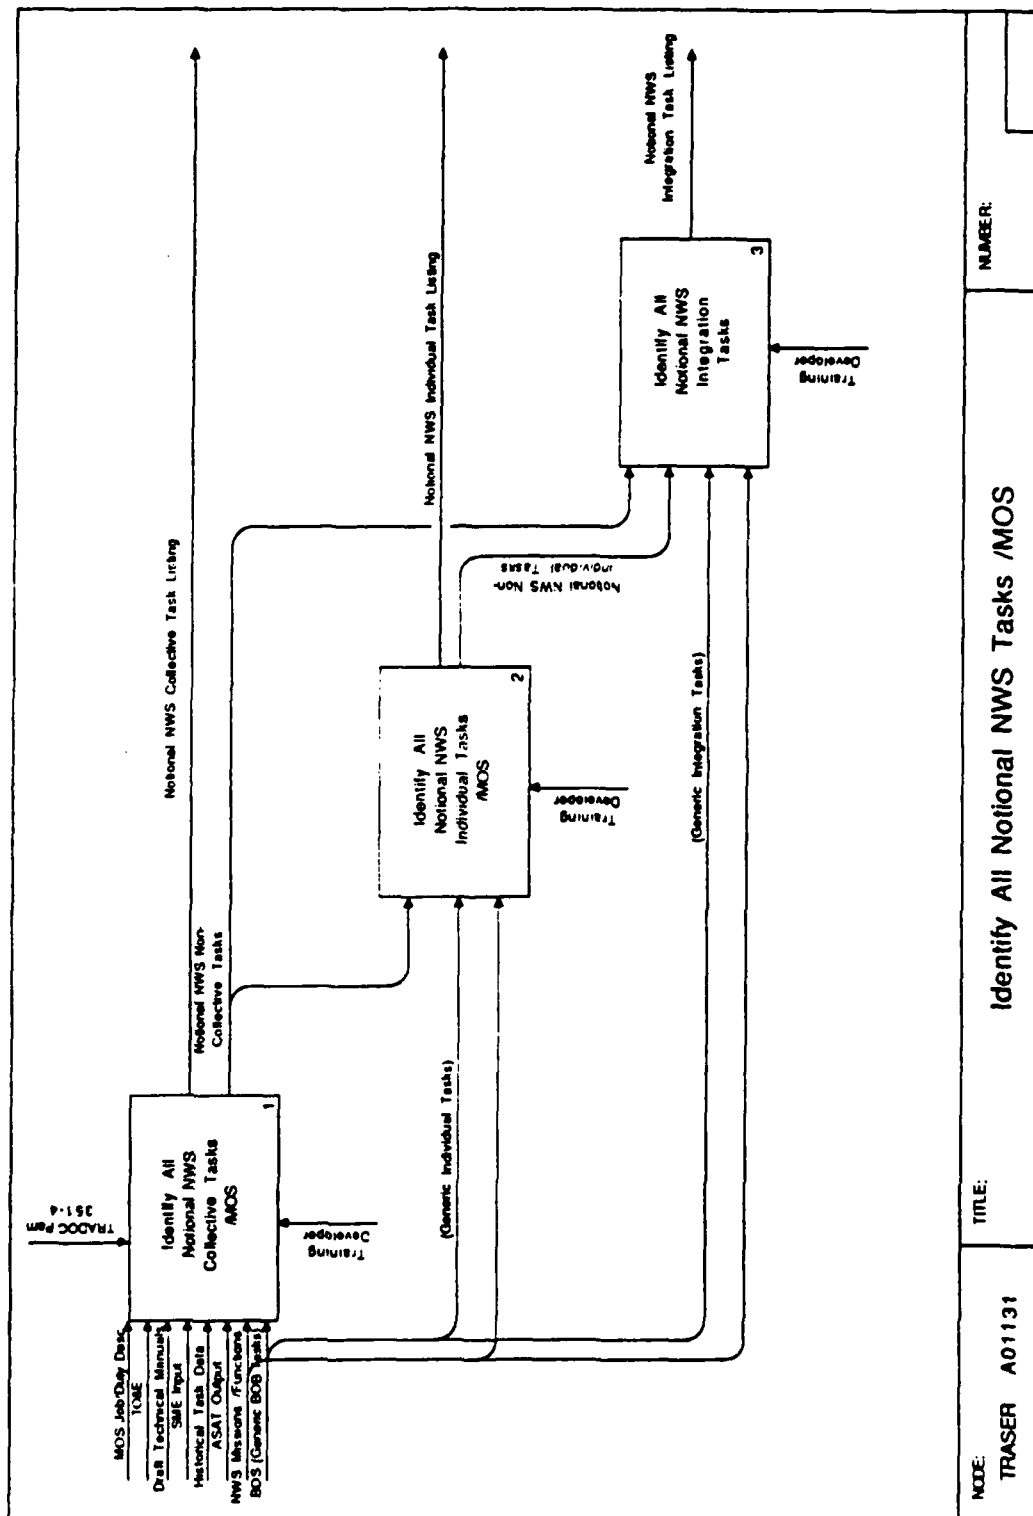 TRADOC Pam
351-4
MOS Job/Duty Desc
TO&E
Draft Technical Manuals
SME Input
Historical Task Data
ASAT Output
NWS Missions /Functions
BOS (Generic BOB Tasks)
Identify All
Notional NWS
Collective Tasks
/MOS
1
Training
Developer
Notional NWS Collective Task Listing
Notional NWS Non-
Collective Tasks
(Generic Individual Tasks)
Identify All
Notional NWS
Individual Tasks
/MOS
2
Training
Developer
Notional NWS Individual Task Listing
Notional NWS Non-
Individual Tasks
(Generic Integration Tasks)
Identify All
Notional NWS
Integration
Tasks
3
Training
Developer
Notional NWS
Integration Task Listing
NODE:
TRASER A01131
TITLE:
Identify All Notional NWS Tasks /MOS
NUMBER: